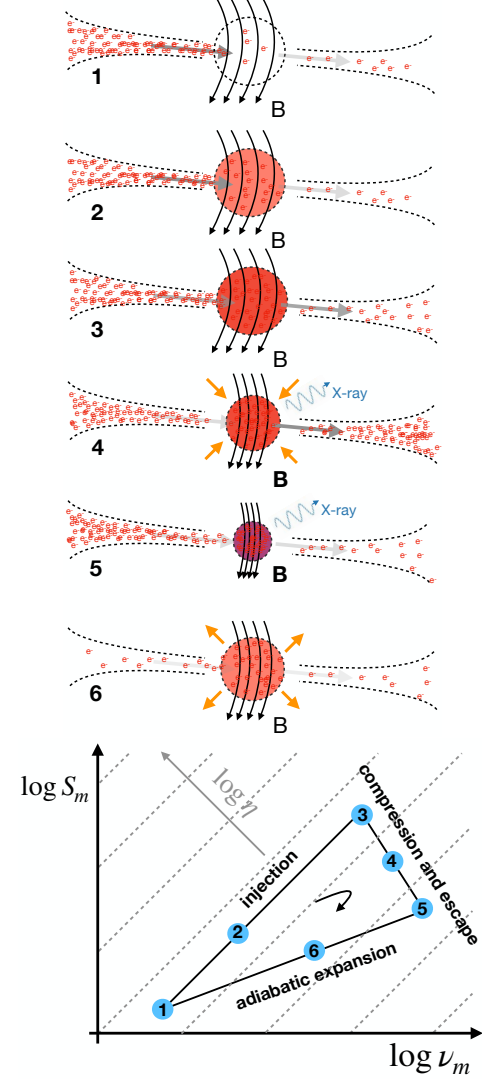 1
B
2
B
3
B
X-ray
4
B
X-ray
5
B
6
B
log S_m
log η
compression and escape
3
injection
4
5
2
6
adiabatic expansion
1
log ν_m